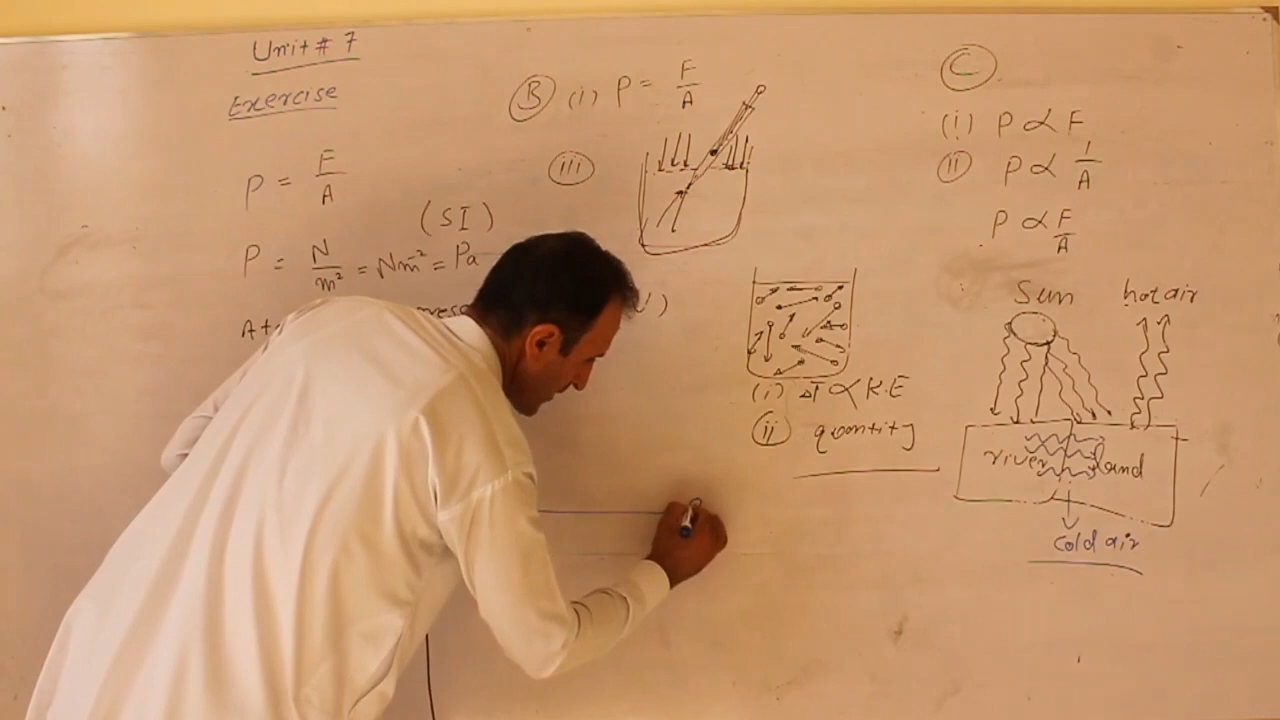 Unit # 7
Exercise
P = F/A
(SI)
P = N/m² = Nm⁻² = Pa
B (i) P = F/A
iii
(i) ΔT ∝ K.E
ii quantity
C
(i) P ∝ F
ii P ∝ 1/A
P ∝ F/A
Sun hot air
river land
cold air